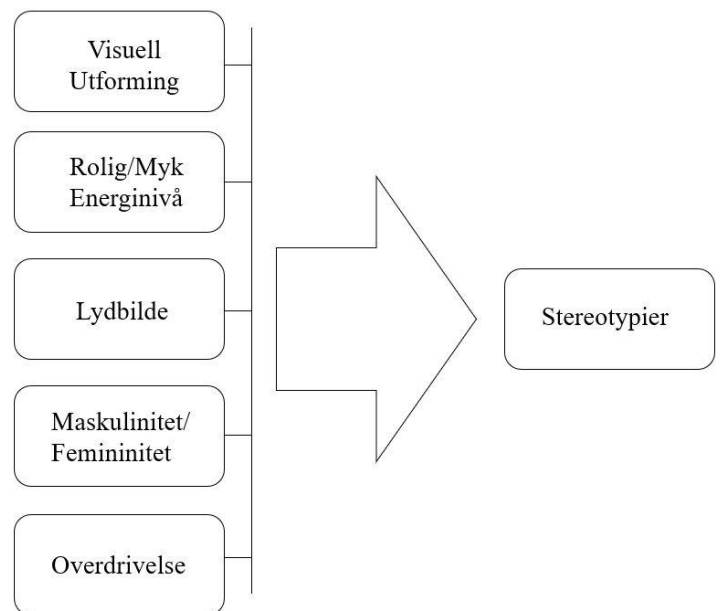 Visuell
Utforming
Rolig/Myk
Energinivå
Lydbilde
Maskulinitet/
Femininitet
Overdrivelse
Stereotypier